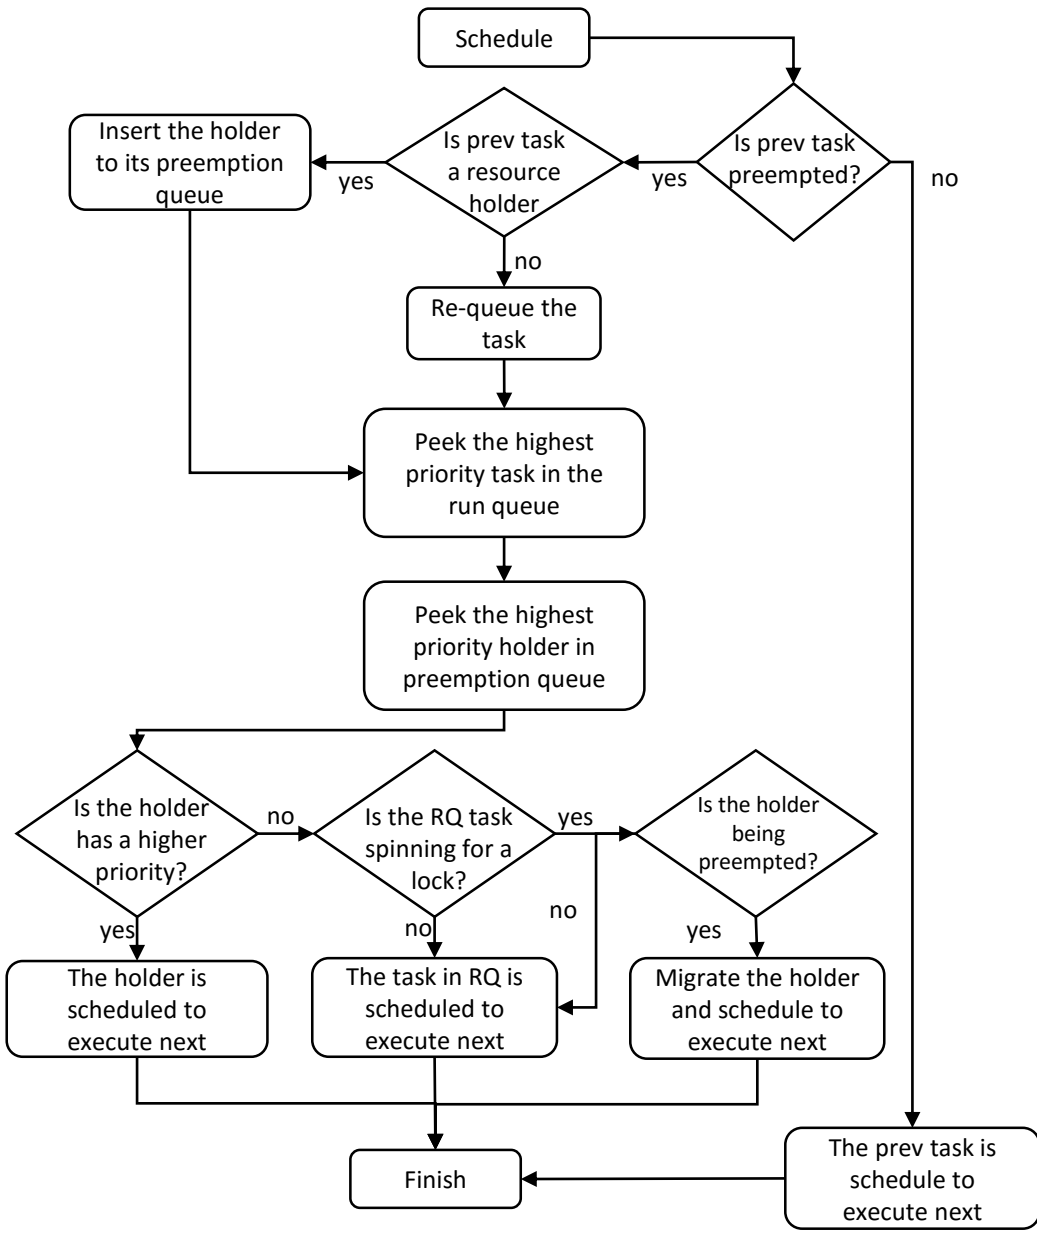 Schedule
Is prev task
preempted?
yes
no
Is prev task
a resource
holder
yes
no
Insert the holder
to its preemption
queue
Re-queue the
task
Peek the highest
priority task in the
run queue
Peek the highest
priority holder in
preemption queue
Is the holder
has a higher
priority?
no
yes
Is the RQ task
spinning for a
lock?
yes
no
no
Is the holder
being
preempted?
yes
The holder is
scheduled to
execute next
The task in RQ is
scheduled to
execute next
Migrate the holder
and schedule to
execute next
The prev task is
schedule to
execute next
Finish